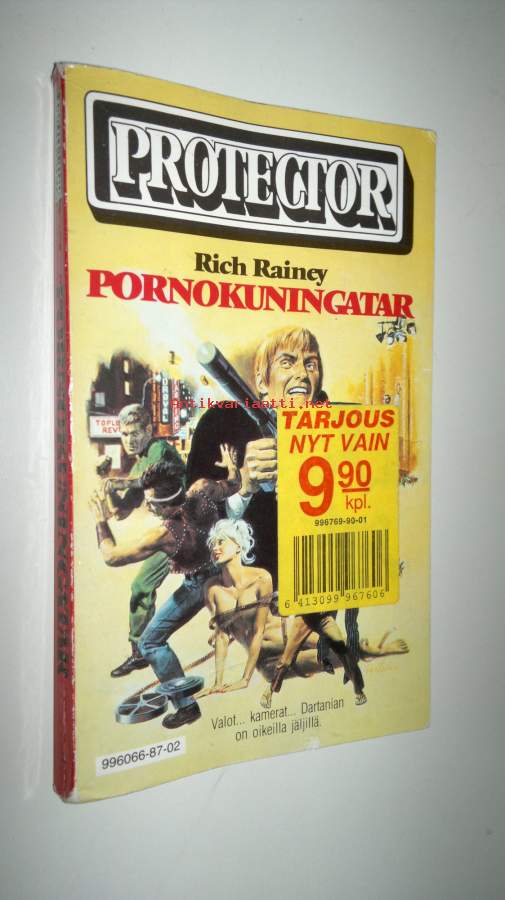 PROTECTOR
Rich Rainey
PORNOKUNINGATAR
antikvariaatti.net
TARJOUS
NYT VAIN
9 90
kpl.
996769-90-01
6 413099 967606
Valot... kamerat... Dartanian
on oikeilla jäljillä.
996066-87-02